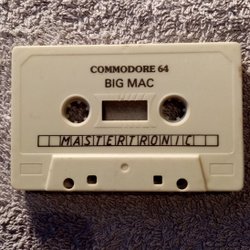 COMMODORE 64
BIG MAC
MASTERTRONIC